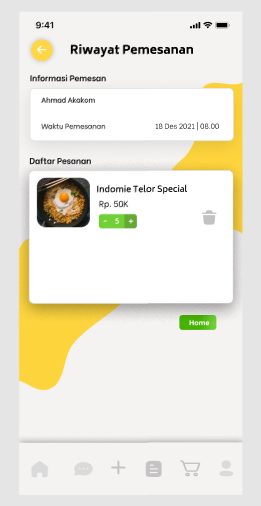 9:41
Riwayat Pemesanan
Informasi Pemesan
Ahmad Akakom
Waktu Pemesanan 18 Des 2021 | 08.00
Daftar Pesanan
Indomie Telor Special
Rp. 50K
- 5 +
Home